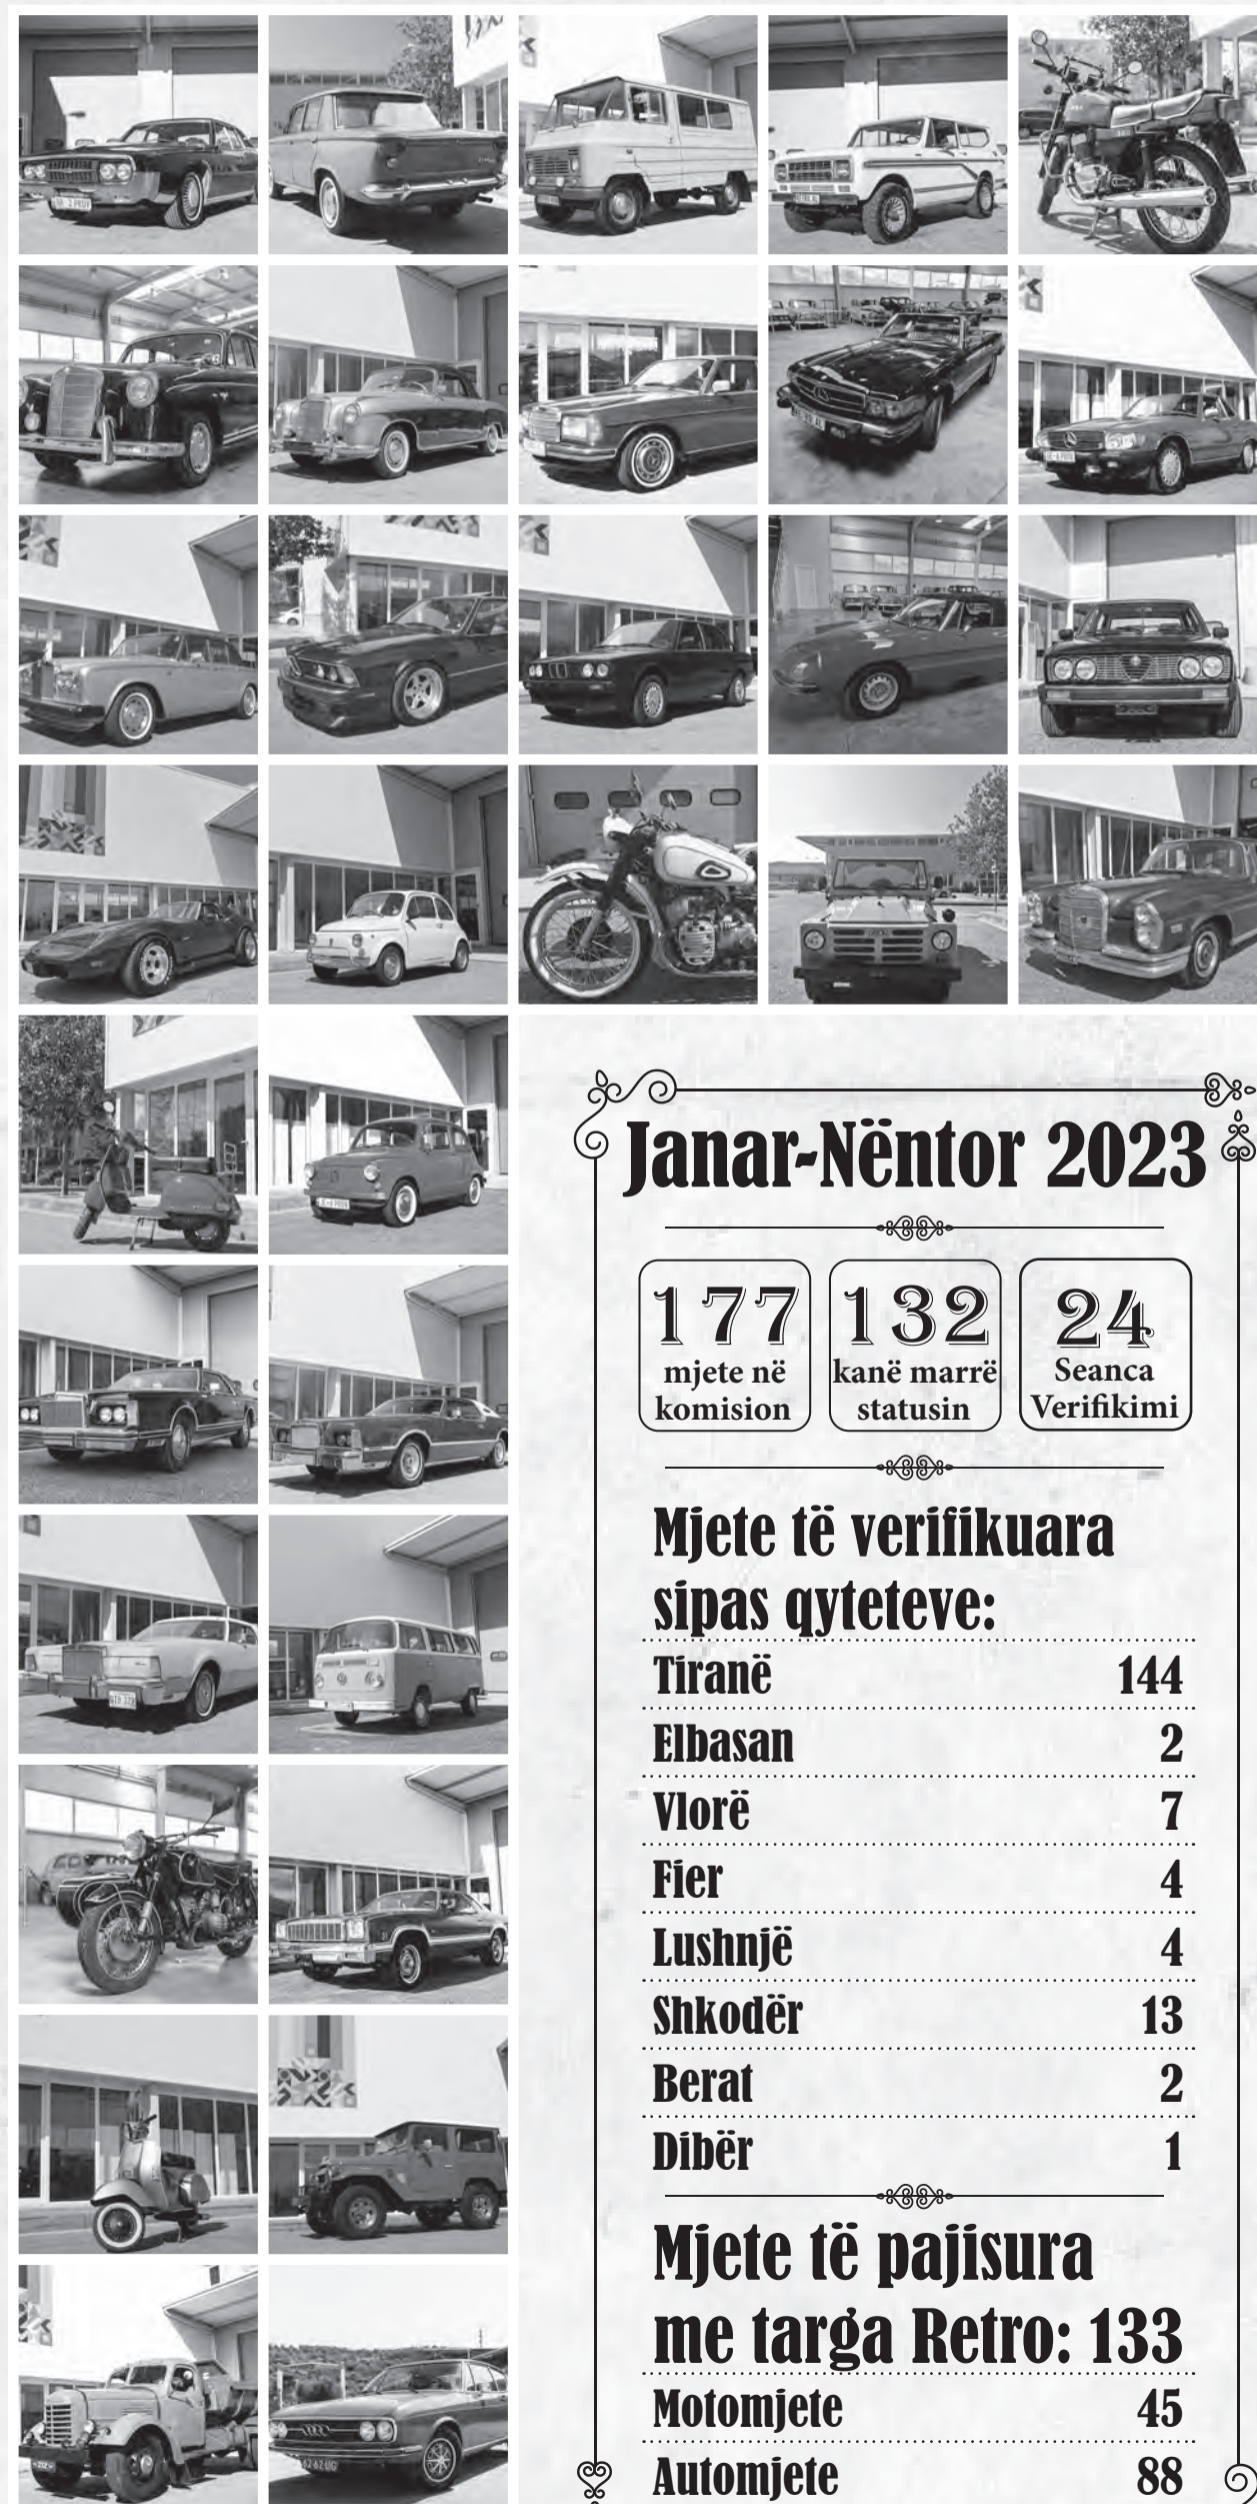 Janar-Nëntor 2023
177
mjete në
komision
132
kanë marrë
statusin
24
Seanca
Verifikimi
Mjete të verifikuara
sipas qyteteve:
Tiranë 144
Elbasan 2
Vlorë 7
Fier 4
Lushnjë 4
Shkodër 13
Berat 2
Dibër 1
Mjete të pajisura
me targa Retro: 133
Motomjete 45
Automjete 88